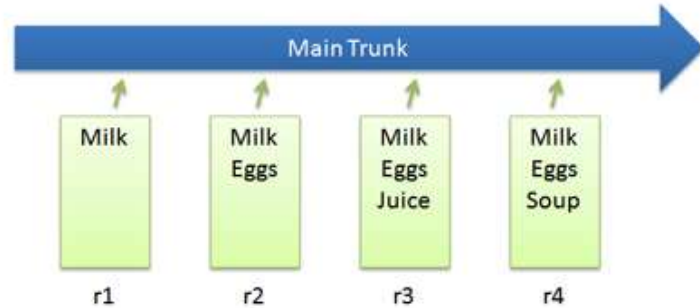 Main Trunk
Milk
Milk
Eggs
Milk
Eggs
Juice
Milk
Eggs
Soup
r1
r2
r3
r4